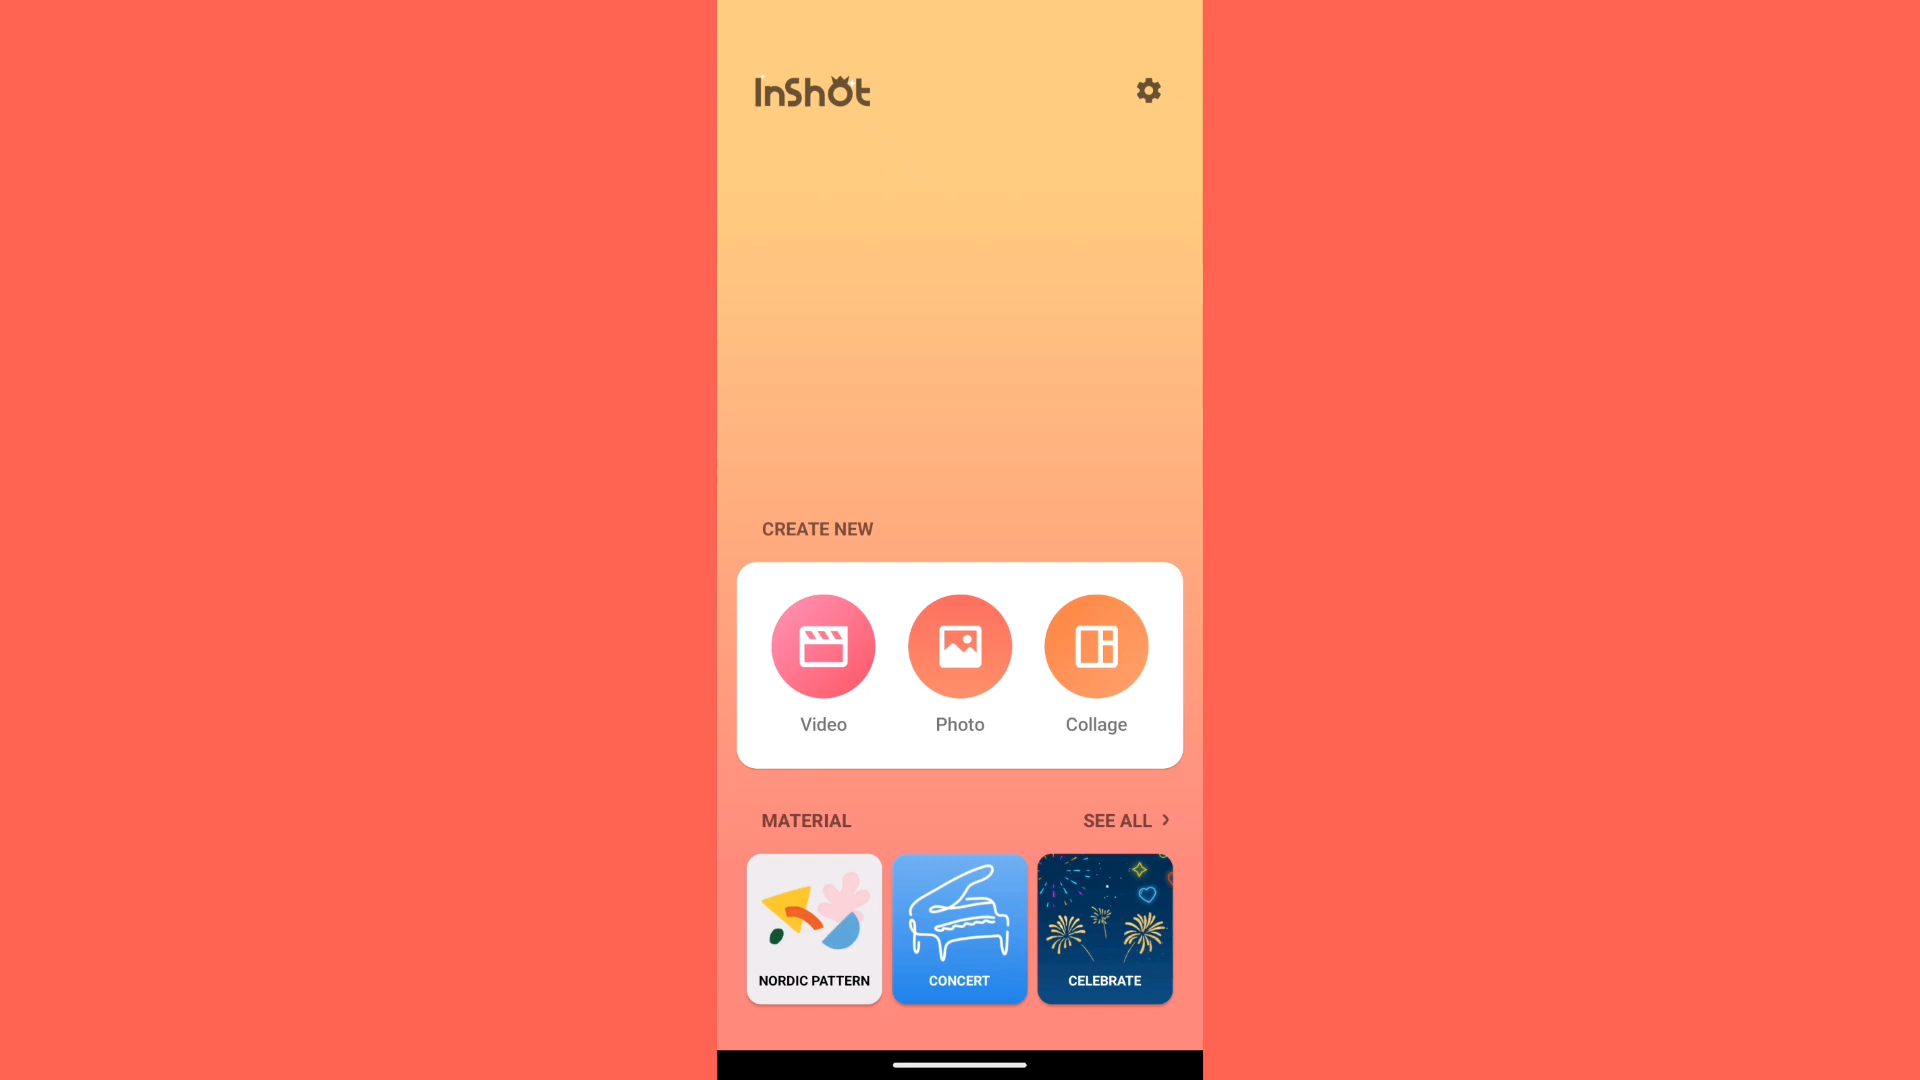 InShot
CREATE NEW
Video Photo Collage
MATERIAL SEE ALL
NORDIC PATTERN CONCERT CELEBRATE